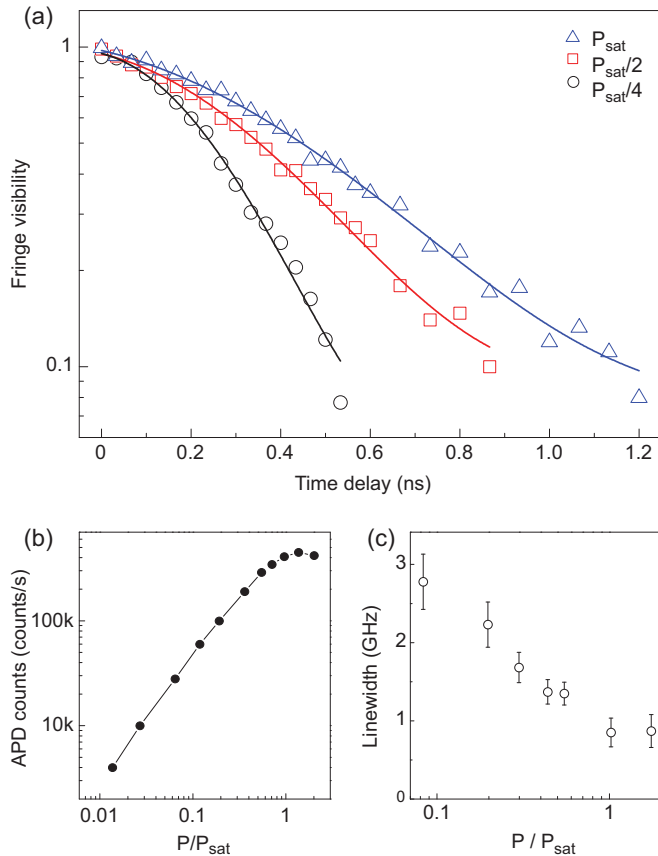 (a)
1
0.1
Fringe visibility
P_sat
P_sat/2
P_sat/4
0 0.2 0.4 0.6 0.8 1.0 1.2
Time delay (ns)
(b)
100k
10k
APD counts (counts/s)
0.01 0.1 1
P/P_sat
(c)
3
2
1
0
Linewidth (GHz)
0.1 1
P / P_sat